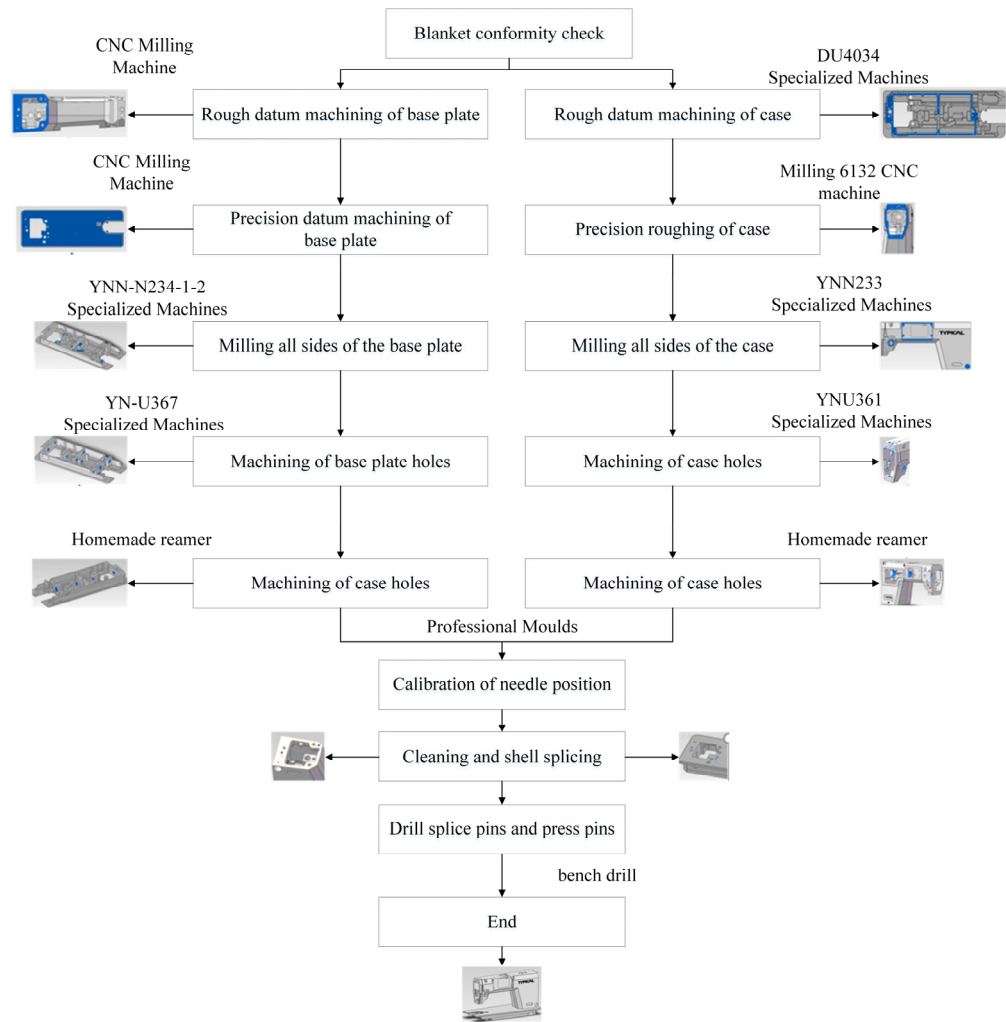 Blanket conformity check
CNC Milling
Machine
DU4034
Specialized Machines
Rough datum machining of base plate
Rough datum machining of case
CNC Milling
Machine
Milling 6132 CNC
machine
Precision datum machining of
base plate
Precision roughing of case
YNN-N234-1-2
Specialized Machines
YNN233
Specialized Machines
Milling all sides of the base plate
Milling all sides of the case
TYPICAL
YN-U367
Specialized Machines
YNU361
Specialized Machines
Machining of base plate holes
Machining of case holes
Homemade reamer
Homemade reamer
Machining of case holes
Machining of case holes
Professional Moulds
Calibration of needle position
Cleaning and shell splicing
Drill splice pins and press pins
bench drill
End
TYPICAL